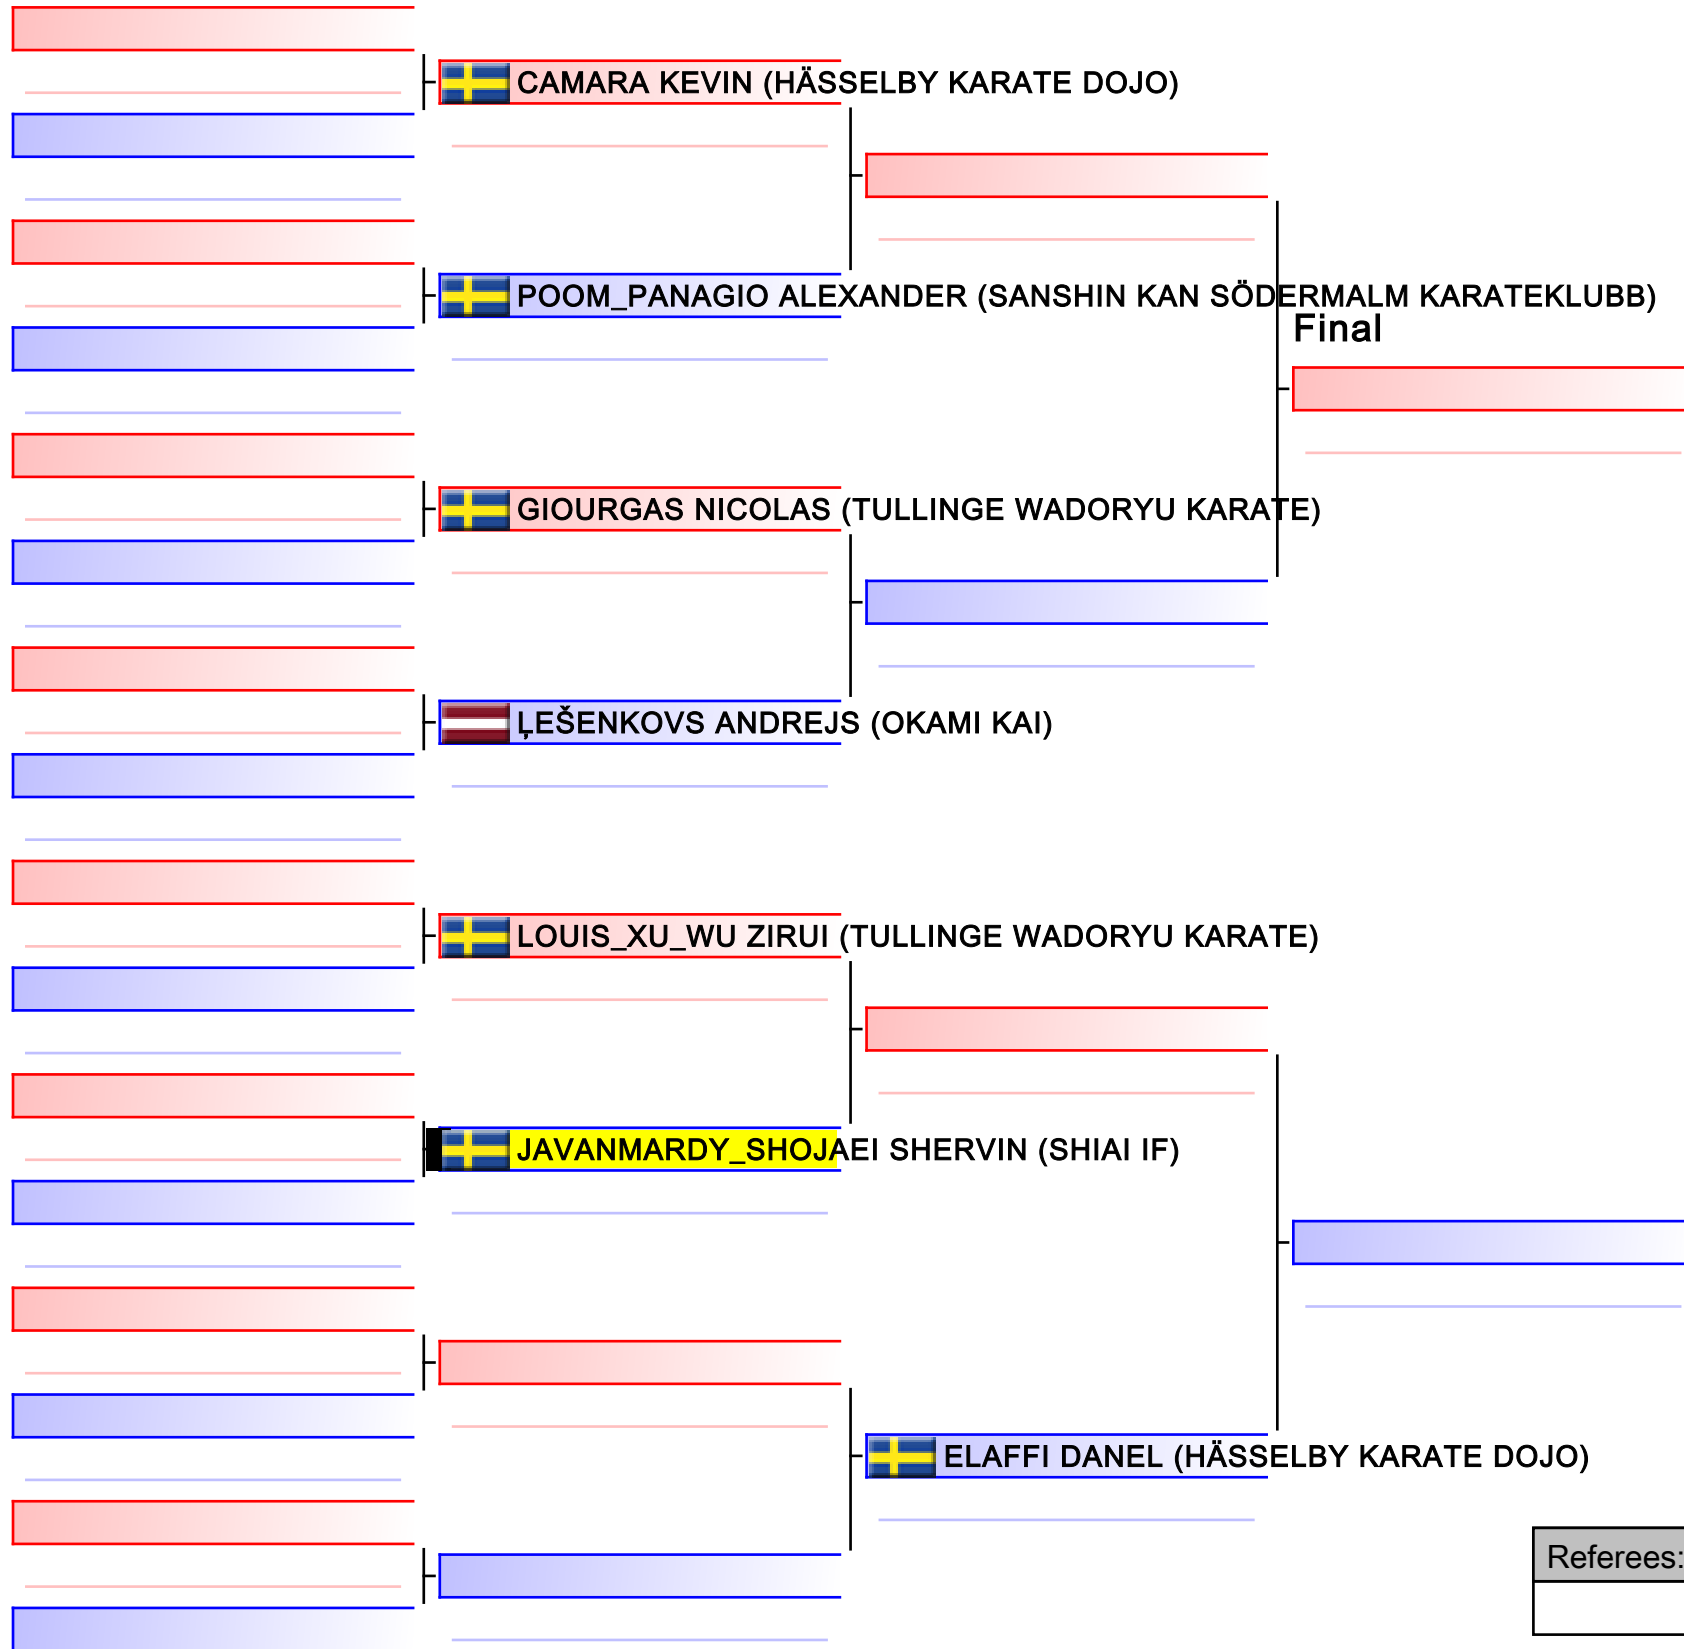 CAMARA KEVIN (HÄSSELBY KARATE DOJO)
POOM_PANAGIO ALEXANDER (SANSHIN KAN SÖDERMALM KARATEKLUBB)
Final
GIOURGAS NICOLAS (TULLINGE WADORYU KARATE)
ĻEŠENKOVS ANDREJS (OKAMI KAI)
LOUIS_XU_WU ZIRUI (TULLINGE WADORYU KARATE)
JAVANMARDY_SHOJAEI SHERVIN (SHIAI IF)
ELAFFI DANEL (HÄSSELBY KARATE DOJO)
Referees: